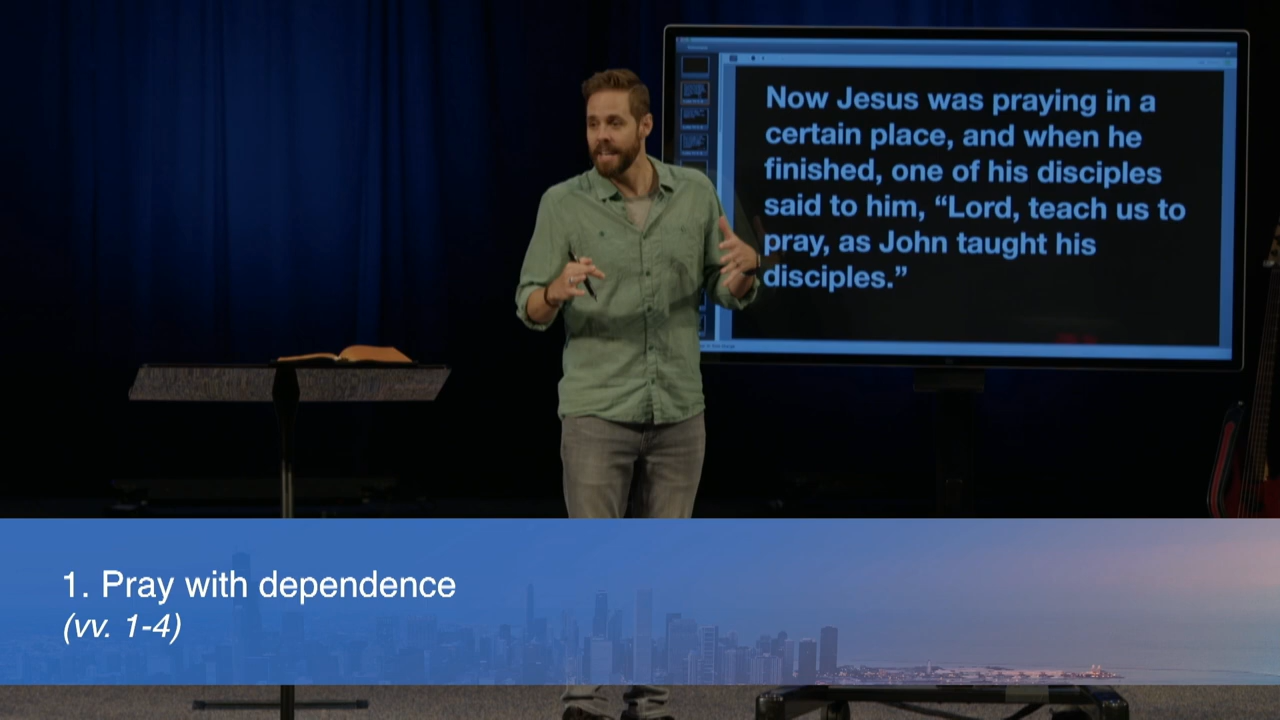 Now Jesus was praying in a
certain place, and when he
finished, one of his disciples
said to him, “Lord, teach us to
pray, as John taught his
disciples.”
1. Pray with dependence
(vv. 1-4)